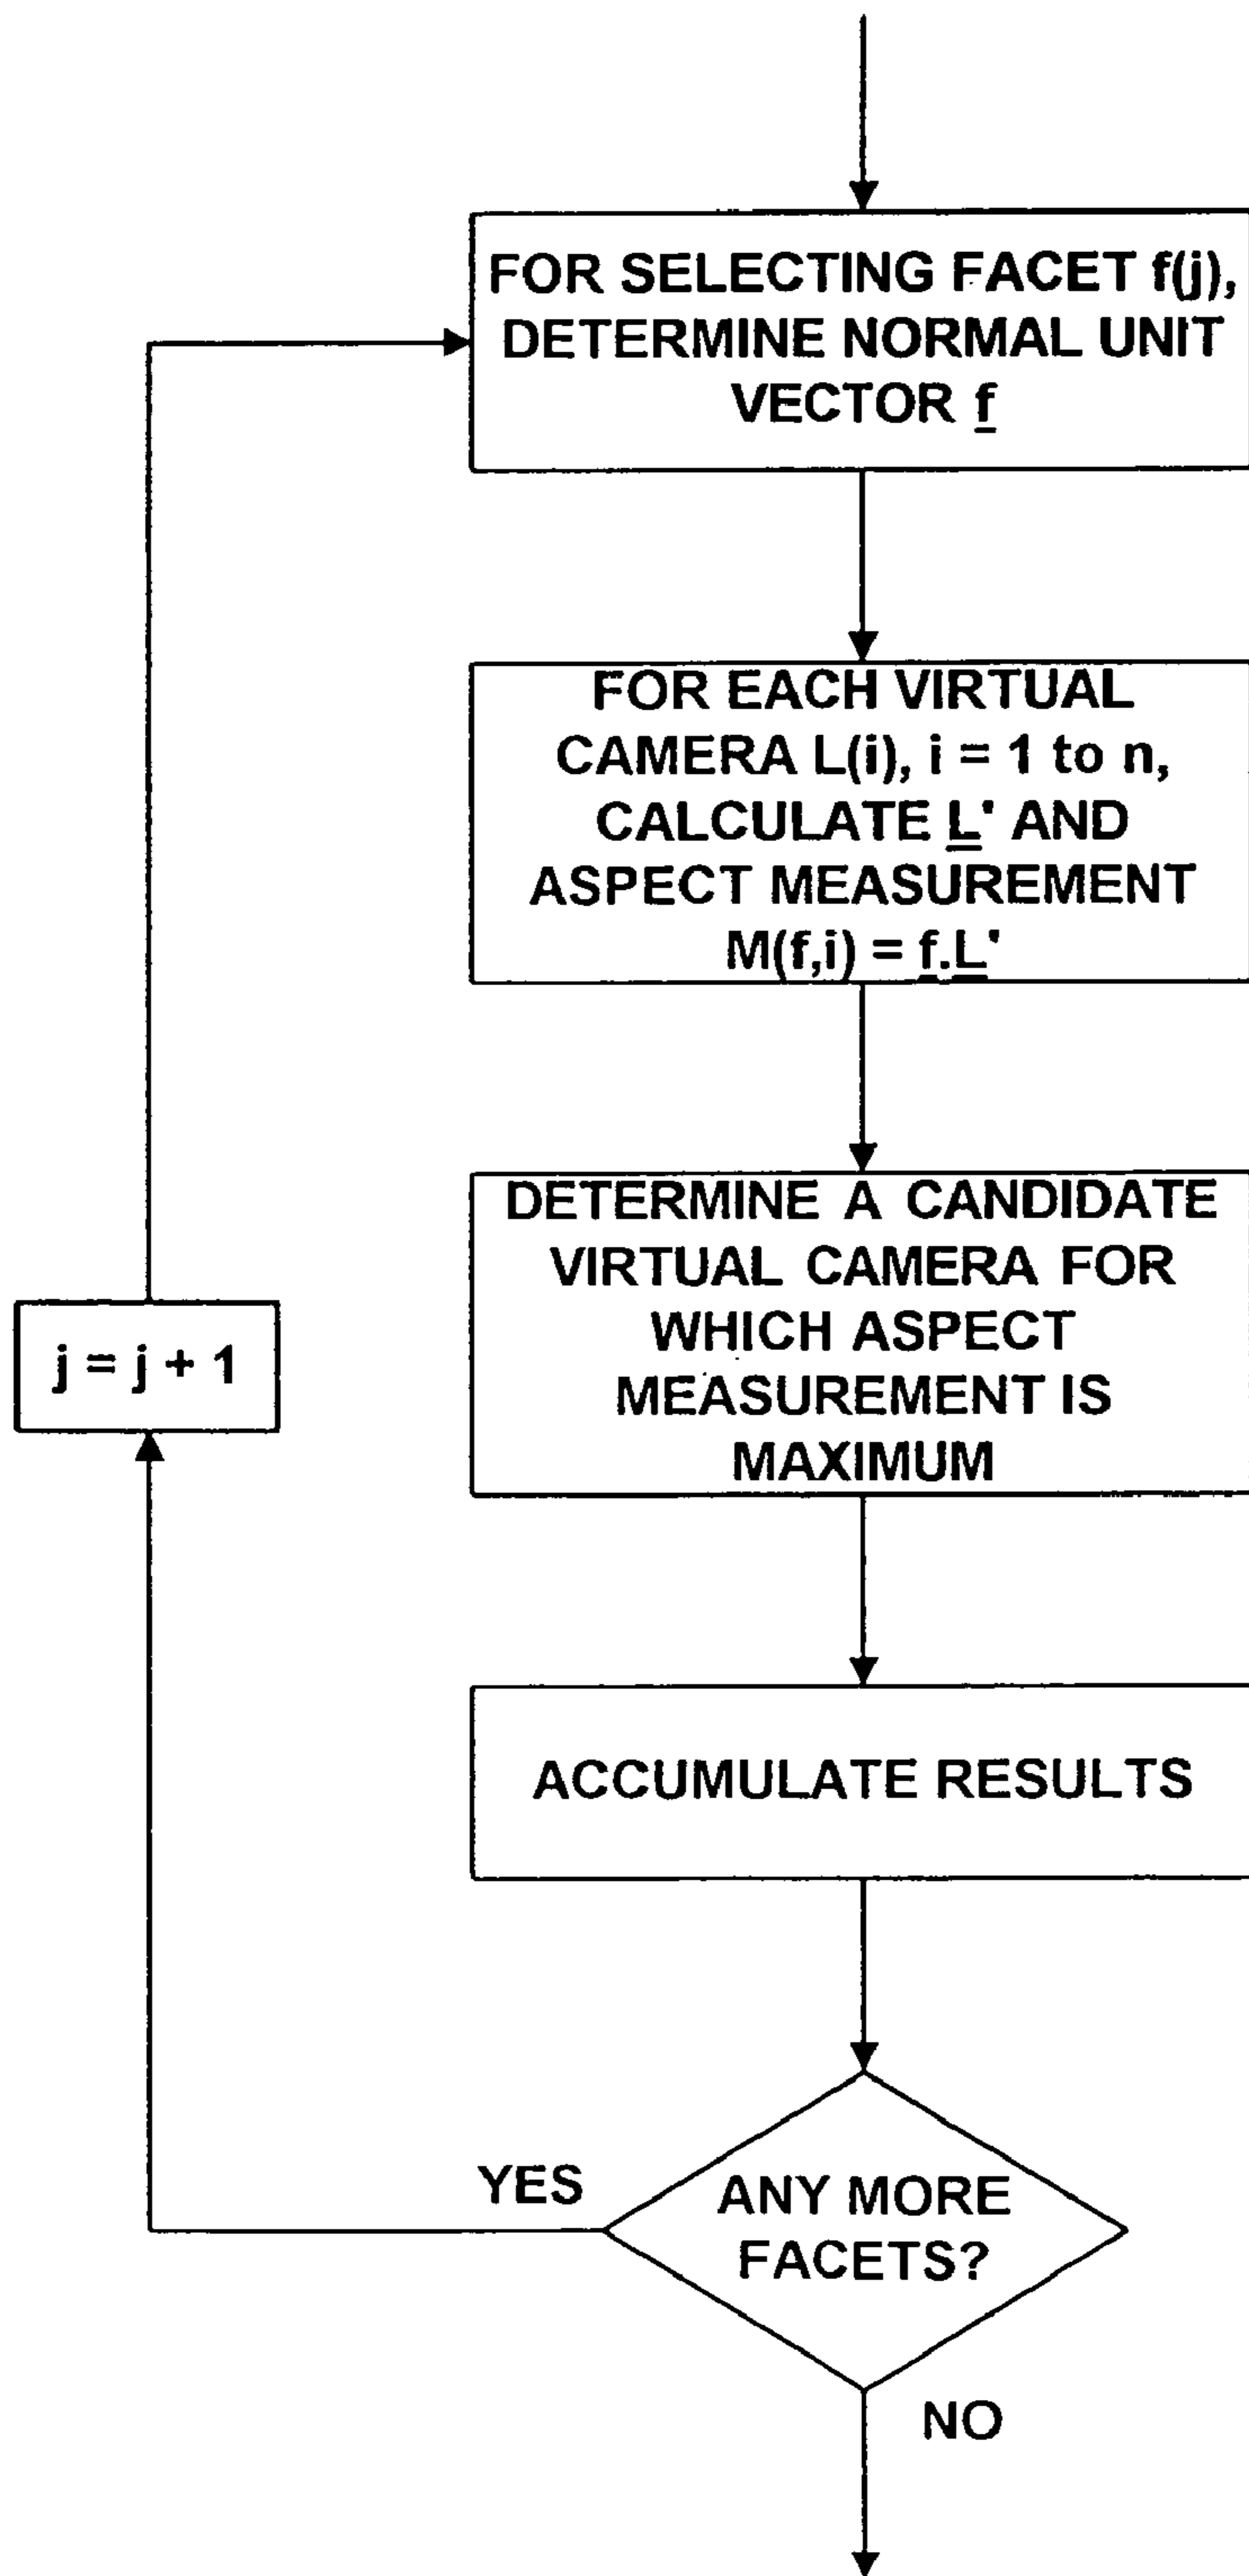 FOR SELECTING FACET f(j),
DETERMINE NORMAL UNIT
VECTOR f
FOR EACH VIRTUAL
CAMERA L(i), i = 1 to n,
CALCULATE L' AND
ASPECT MEASUREMENT
M(f,i) = f.L'
DETERMINE A CANDIDATE
VIRTUAL CAMERA FOR
WHICH ASPECT
MEASUREMENT IS
MAXIMUM
j = j + 1
ACCUMULATE RESULTS
YES
ANY MORE
FACETS?
NO